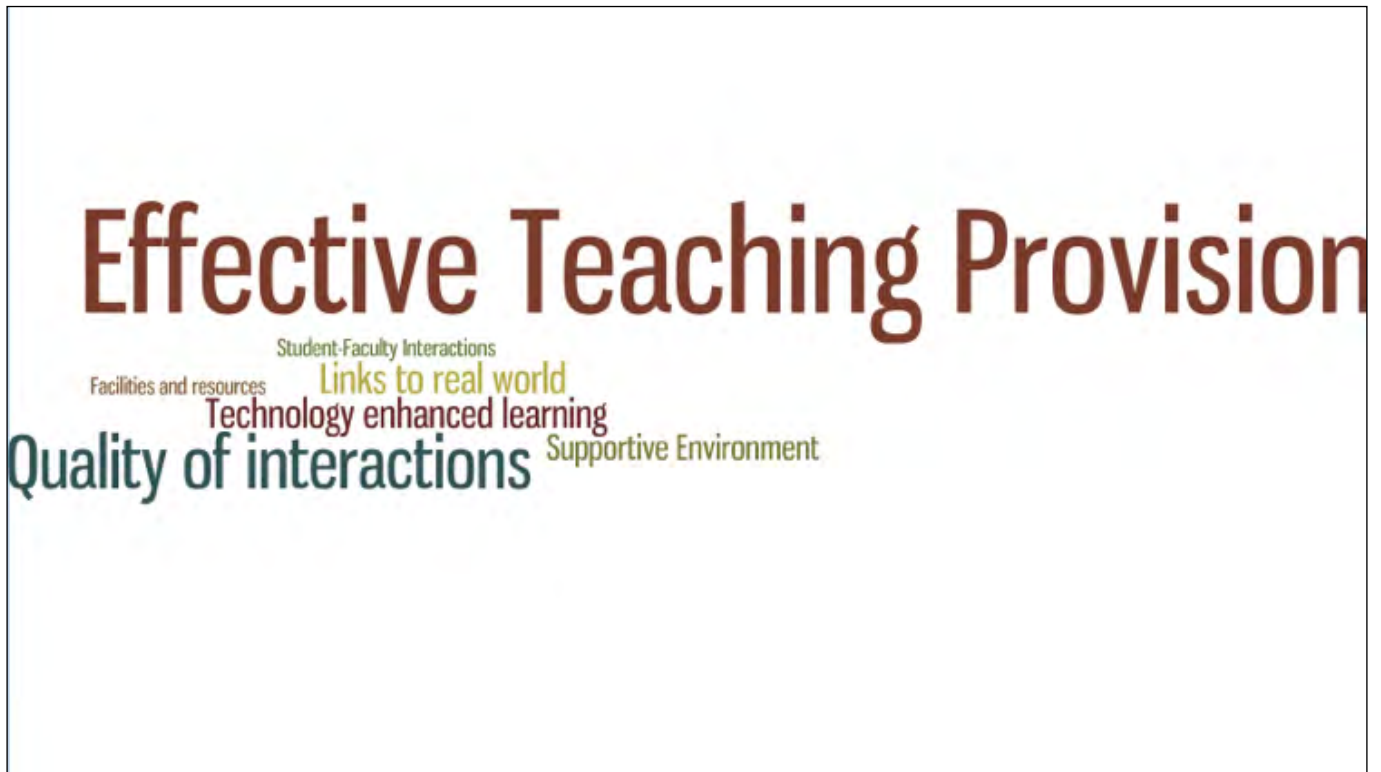 Effective Teaching Provision
Student-Faculty Interactions
Links to real world
Facilities and resources
Technology enhanced learning
Quality of interactions
Supportive Environment